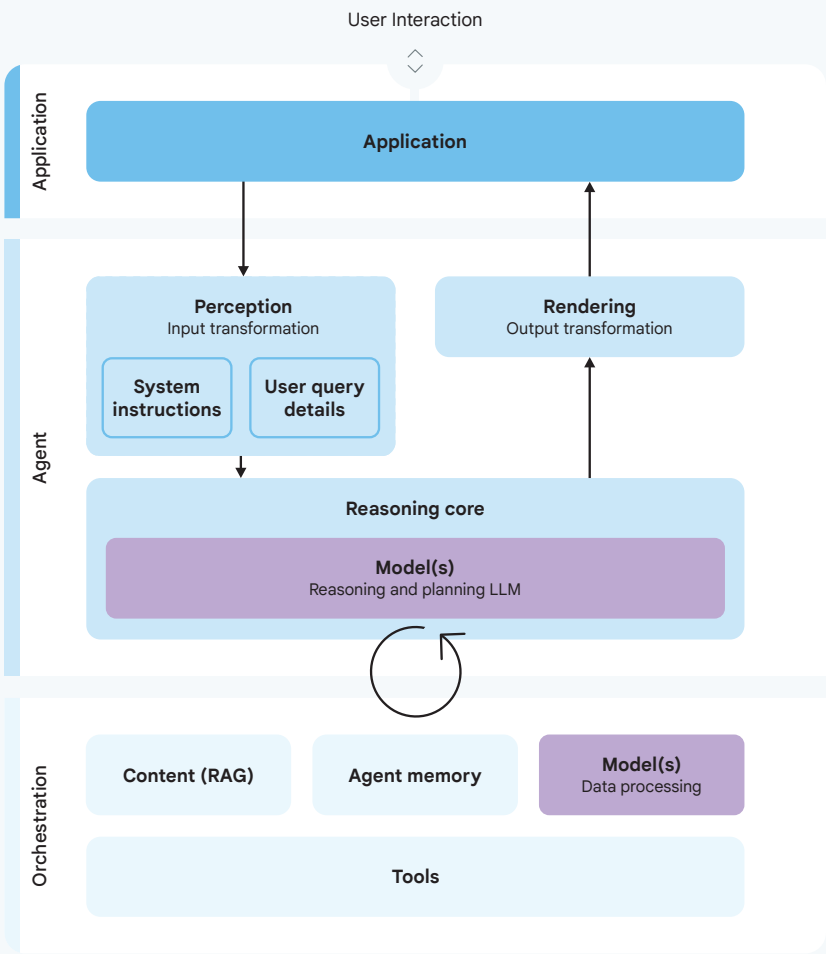 User Interaction
Application
Application
Agent
Perception
Input transformation
System
instructions
User query
details
Rendering
Output transformation
Reasoning core
Model(s)
Reasoning and planning LLM
Orchestration
Content (RAG)
Agent memory
Model(s)
Data processing
Tools